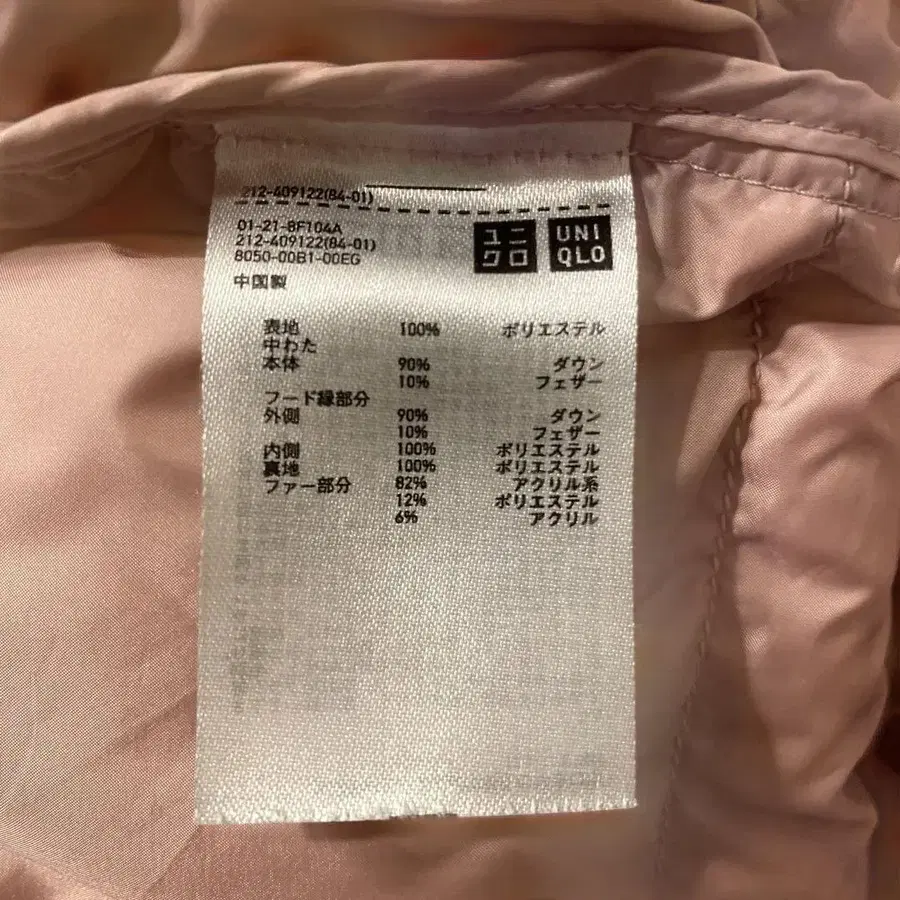 212-409122(84-01)
01-21-8F104A
212-409122(84-01)
8050-00B1-00EG
中国製
ユニ
クロ
UNI
QLO
表地 100% ポリエステル
中わた
本体 90% ダウン
10% フェザー
フード縁部分
外側 90% ダウン
10% フェザー
内側 100% ポリエステル
裏地 100% ポリエステル
ファー部分 82% アクリル系
12% ポリエステル
6% アクリル